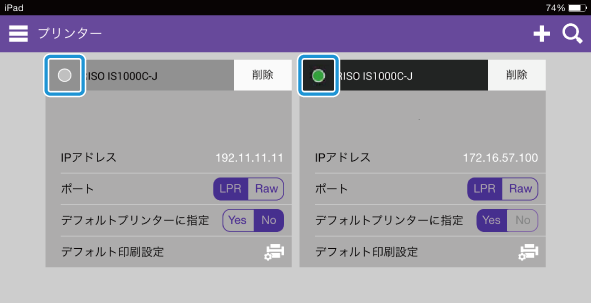 iPad 74%
プリンター
RISO IS1000C-J 削除
IPアドレス 192.11.11.11
ポート LPR Raw
デフォルトプリンターに指定 Yes No
デフォルト印刷設定
RISO IS1000C-J 削除
IPアドレス 172.16.57.100
ポート LPR Raw
デフォルトプリンターに指定 Yes No
デフォルト印刷設定